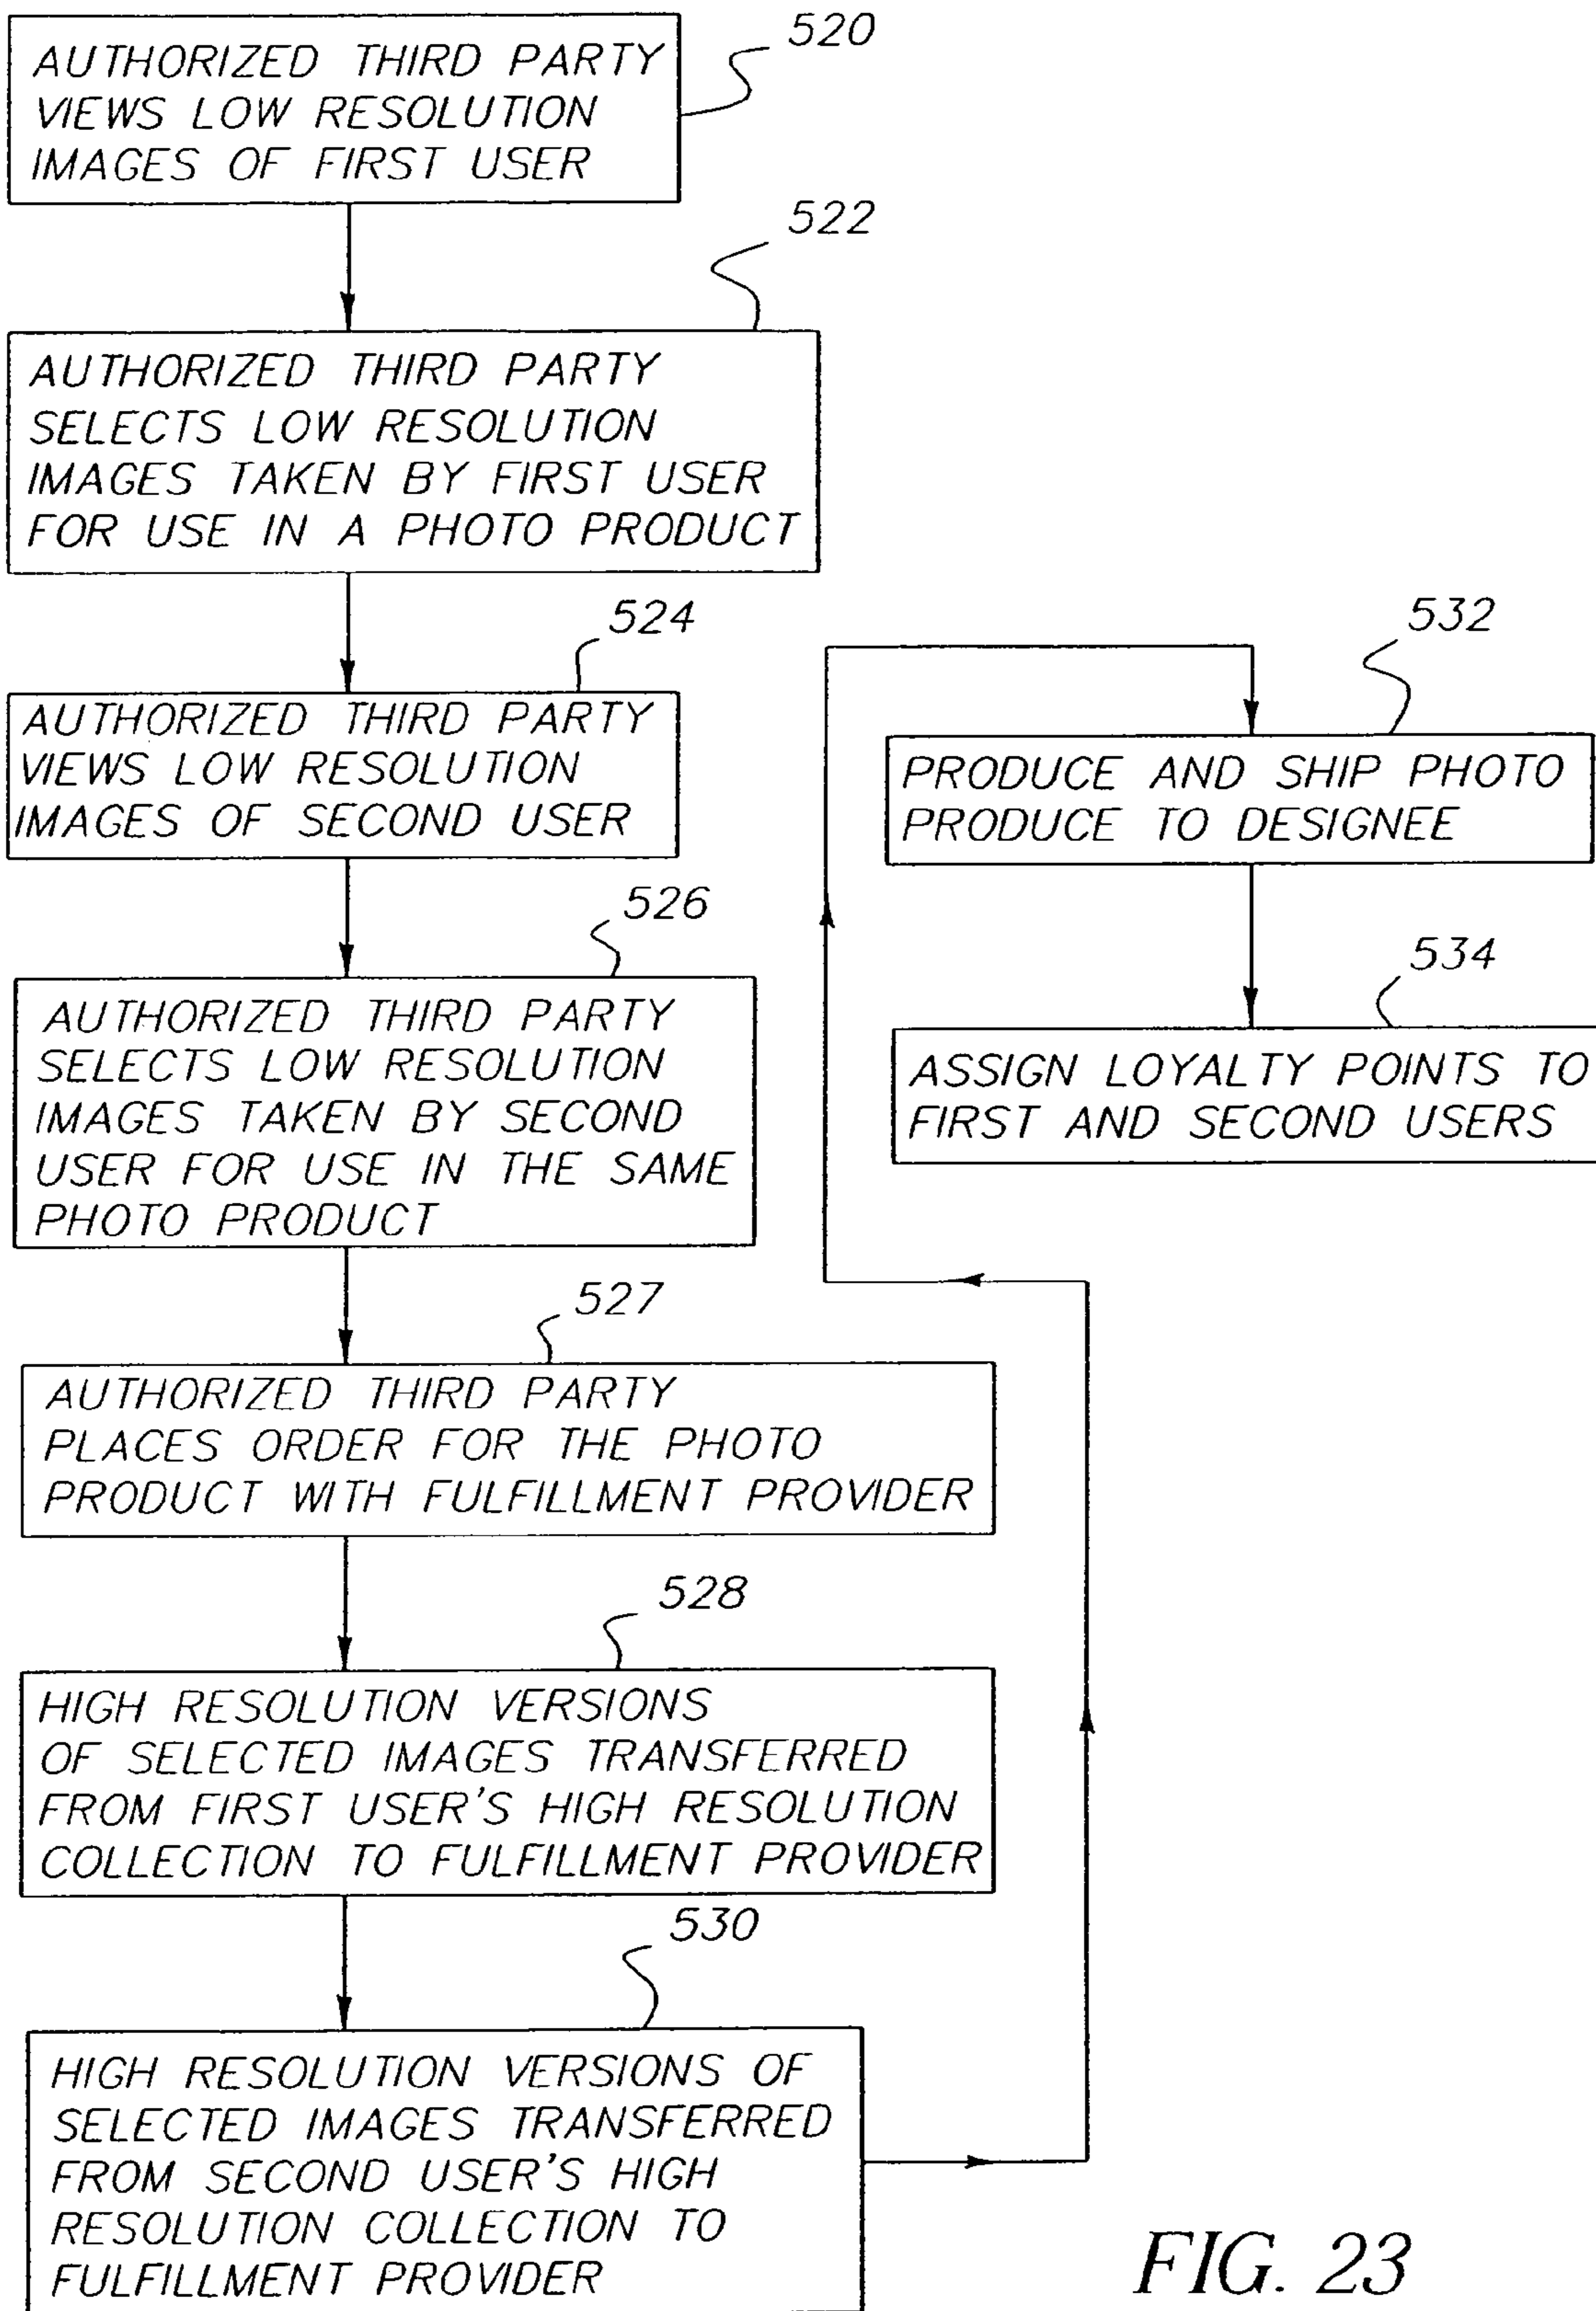 520
AUTHORIZED THIRD PARTY
VIEWS LOW RESOLUTION
IMAGES OF FIRST USER
522
AUTHORIZED THIRD PARTY
SELECTS LOW RESOLUTION
IMAGES TAKEN BY FIRST USER
FOR USE IN A PHOTO PRODUCT
524
AUTHORIZED THIRD PARTY
VIEWS LOW RESOLUTION
IMAGES OF SECOND USER
526
AUTHORIZED THIRD PARTY
SELECTS LOW RESOLUTION
IMAGES TAKEN BY SECOND
USER FOR USE IN THE SAME
PHOTO PRODUCT
527
AUTHORIZED THIRD PARTY
PLACES ORDER FOR THE PHOTO
PRODUCT WITH FULFILLMENT PROVIDER
528
HIGH RESOLUTION VERSIONS
OF SELECTED IMAGES TRANSFERRED
FROM FIRST USER'S HIGH RESOLUTION
COLLECTION TO FULFILLMENT PROVIDER
530
HIGH RESOLUTION VERSIONS OF
SELECTED IMAGES TRANSFERRED
FROM SECOND USER'S HIGH
RESOLUTION COLLECTION TO
FULFILLMENT PROVIDER
532
PRODUCE AND SHIP PHOTO
PRODUCE TO DESIGNEE
534
ASSIGN LOYALTY POINTS TO
FIRST AND SECOND USERS
FIG. 23